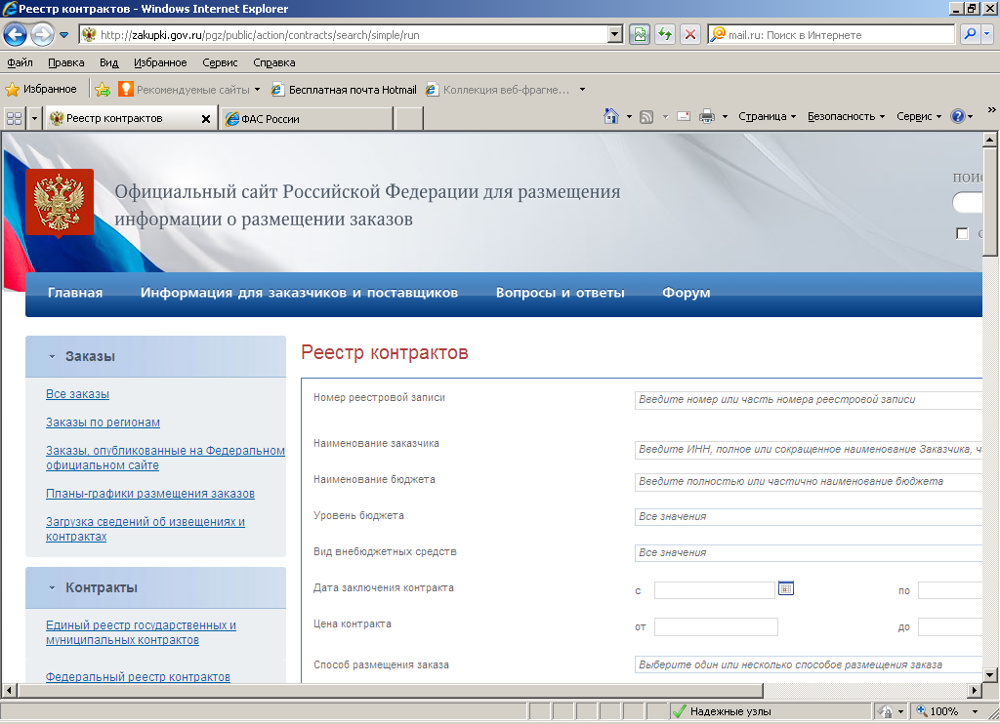 Реестр контрактов - Windows Internet Explorer
http://zakupki.gov.ru/pgz/public/action/contracts/search/simple/run
mail.ru: Поиск в Интернете
Файл Правка Вид Избранное Сервис Справка
Избранное Рекомендуемые сайты Бесплатная почта Hotmail Коллекция веб-фрагме...
Реестр контрактов ФАС России Страница Безопасность Сервис
Официальный сайт Российской Федерации для размещения
информации о размещении заказов
Главная Информация для заказчиков и поставщиков Вопросы и ответы Форум
Заказы
Все заказы
Заказы по регионам
Заказы, опубликованные на Федеральном
официальном сайте
Планы-графики размещения заказов
Загрузка сведений об извещениях и
контрактах
Контракты
Единый реестр государственных и
муниципальных контрактов
Федеральный реестр контрактов
Реестр контрактов
Номер реестровой записи Введите номер или часть номера реестровой записи
Наименование заказчика Введите ИНН, полное или сокращенное наименование Заказчика, ч
Наименование бюджета Введите полностью или частично наименование бюджета
Уровень бюджета Все значения
Вид внебюджетных средств Все значения
Дата заключения контракта с по
Цена контракта от до
Способ размещения заказа Выберите один или несколько способов размещения заказа
Надежные узлы 100%